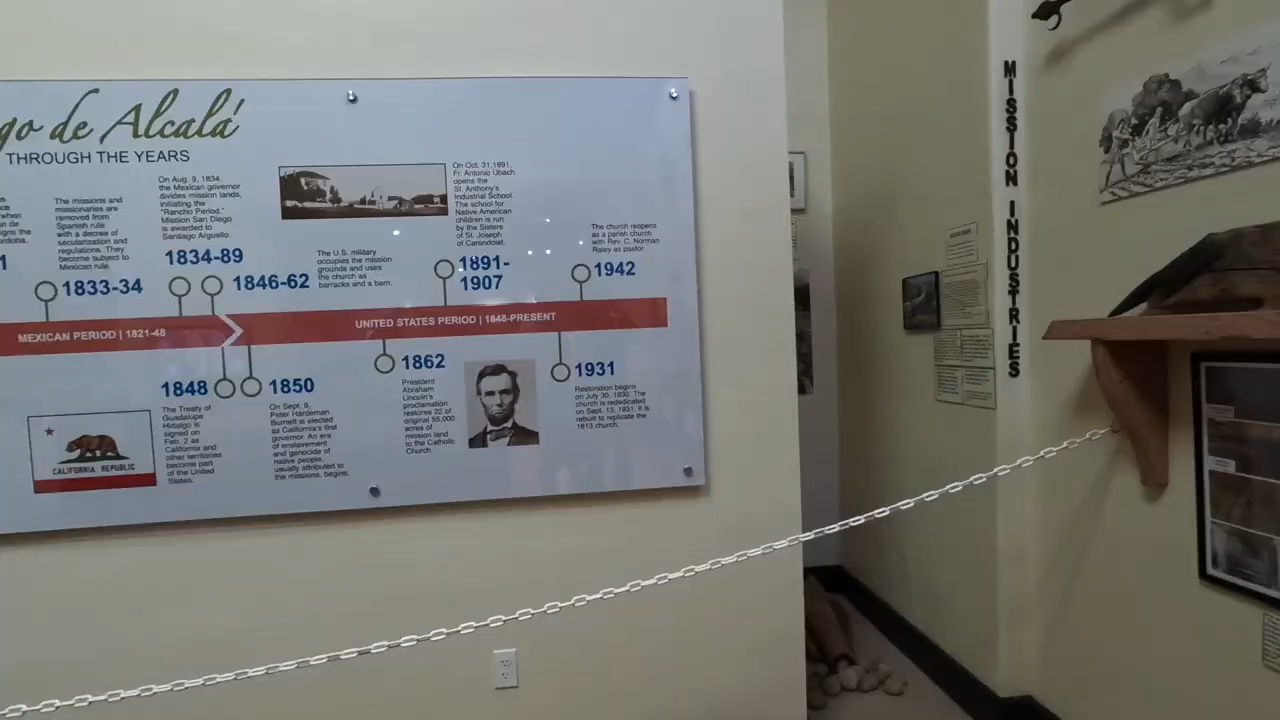 go de Alcalá
THROUGH THE YEARS
The missions and
missionaries are
removed from
Spanish rule
with a decree of
secularization and
regulations. They
become subject to
Mexican rule.
1833-34
On Aug. 9, 1834,
the Mexican governor
divides mission lands,
initiating the
"Rancho Period."
Mission San Diego
is awarded to
Santiago Arguello.
1834-89
1846-62
The U.S. military
occupies the mission
grounds and uses
the church as
barracks and a barn.
On Oct. 31, 1891,
Fr. Antonio Ubach
opens the
St. Anthony's
Industrial School.
The school for
Native American
children is run
by the Sisters
of St. Joseph
of Carondolet.
1891-
1907
The church reopens
as a parish church
with Rev. C. Norman
Raley as pastor.
1942
MEXICAN PERIOD | 1821-48
UNITED STATES PERIOD | 1848-PRESENT
1848
The Treaty of
Guadalupe
Hidalgo is
signed on
Feb. 2 as
California and
other territories
become part
of the United
States.
CALIFORNIA REPUBLIC
1850
On Sept. 9,
Peter Hardeman
Burnett is elected
as California's first
governor. An era
of enslavement
and genocide of
native people,
usually attributed to
the missions, begins.
1862
President
Abraham
Lincoln's
proclamation
restores 22 of
original 55,000
acres of
mission land
to the Catholic
Church.
1931
Restoration begins
on July 30, 1930. The
church is rededicated
on Sept. 13, 1931. It is
rebuilt to replicate the
1813 church.
MISSION INDUSTRIES